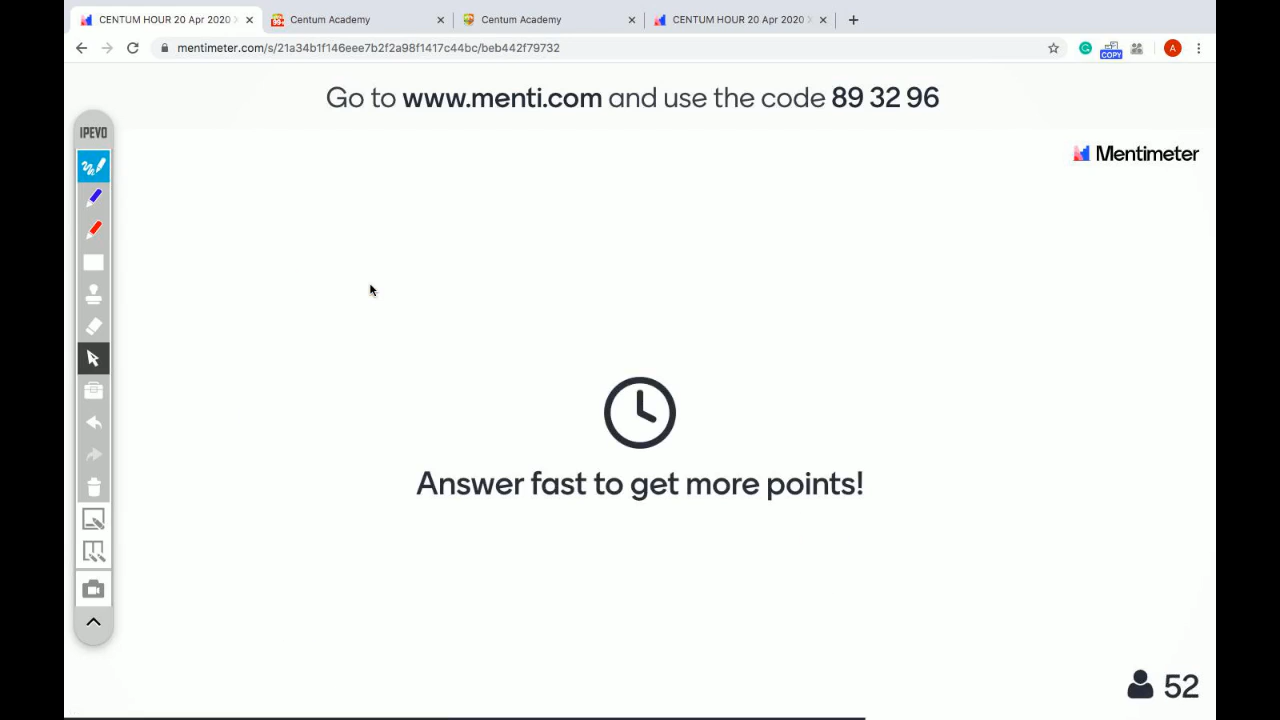 CENTUM HOUR 20 Apr 2020
Centum Academy
Centum Academy
CENTUM HOUR 20 Apr 2020
mentimeter.com/s/21a34b1f146eee7b2f2a98f1417c44bc/beb442f79732
COPY
A
Go to www.menti.com and use the code 89 32 96
IPEVO
Mentimeter
Answer fast to get more points!
52